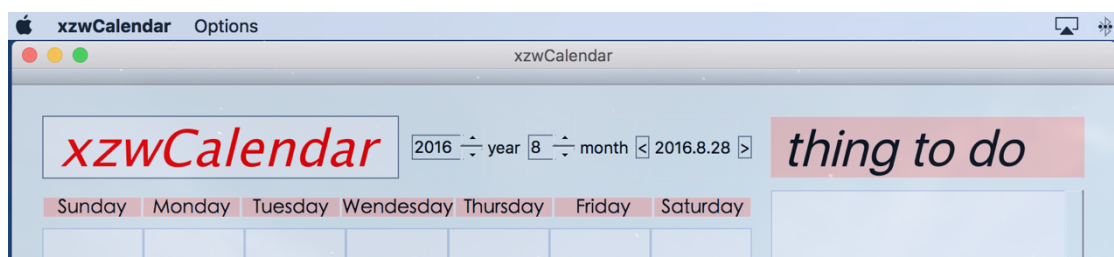 xzwCalendar Options
xzwCalendar
xzwCalendar 2016 year 8 month < 2016.8.28 > thing to do
Sunday Monday Tuesday Wendesday Thursday Friday Saturday